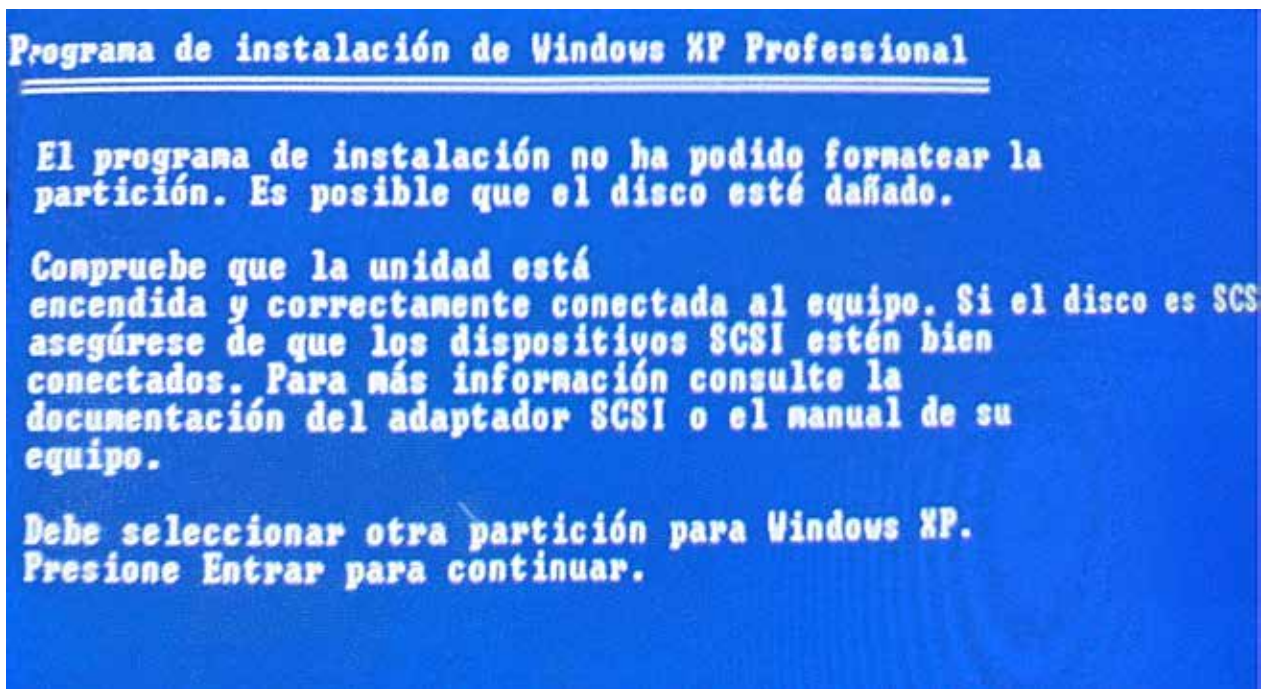 Programa de instalación de Windows XP Professional
El programa de instalación no ha podido formatear la
partición. Es posible que el disco esté dañado.
Compruebe que la unidad está
encendida y correctamente conectada al equipo. Si el disco es SCS
asegúrese de que los dispositivos SCSI estén bien
conectados. Para más información consulte la
documentación del adaptador SCSI o el manual de su
equipo.
Debe seleccionar otra partición para Windows XP.
Presione Entrar para continuar.